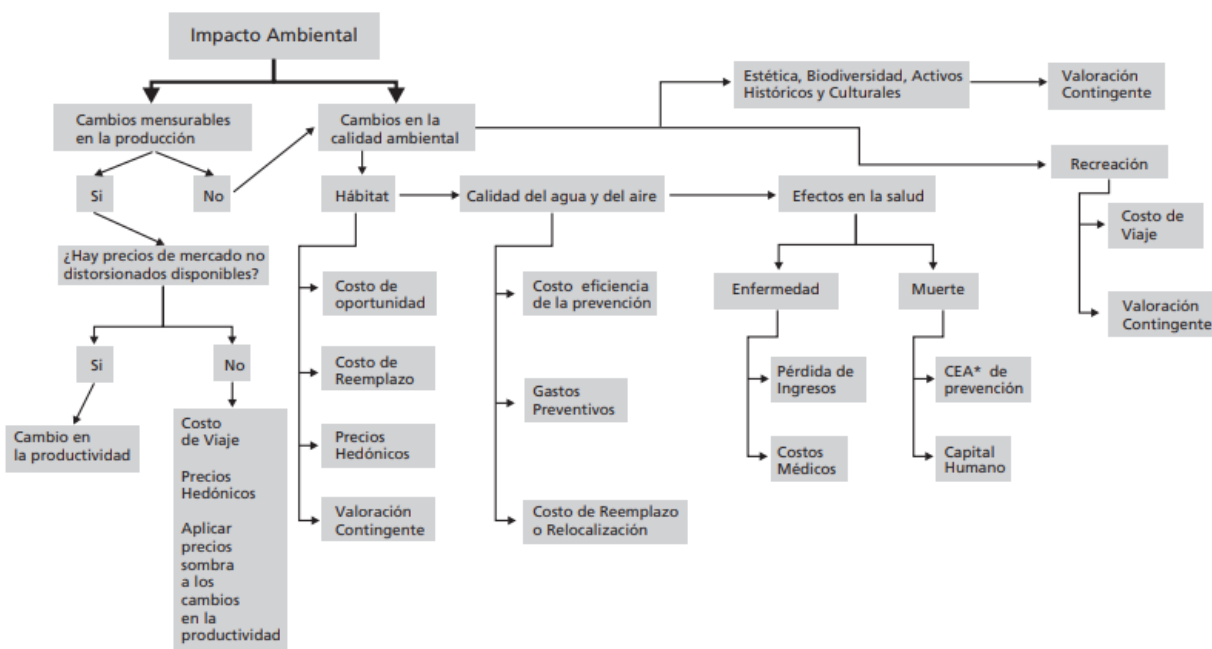 Impacto Ambiental
Estética, Biodiversidad, Activos
Históricos y Culturales
Valoración
Contingente
Cambios mensurables
en la producción
Cambios en la
calidad ambiental
Recreación
Si
No
Hábitat
Calidad del agua y del aire
Efectos en la salud
Costo de
Viaje
¿Hay precios de mercado no
distorsionados disponibles?
Costo de
oportunidad
Costo eficiencia
de la prevención
Enfermedad
Muerte
Valoración
Contingente
Si
No
Costo de
Reemplazo
Gastos
Preventivos
Pérdida de
Ingresos
CEA* de
prevención
Cambio en
la productividad
Costo
de Viaje
Precios
Hedónicos
Aplicar
precios
sombra
a los
cambios
en la
productividad
Precios
Hedónicos
Costos
Médicos
Capital
Humano
Valoración
Contingente
Costo de Reemplazo
o Relocalización